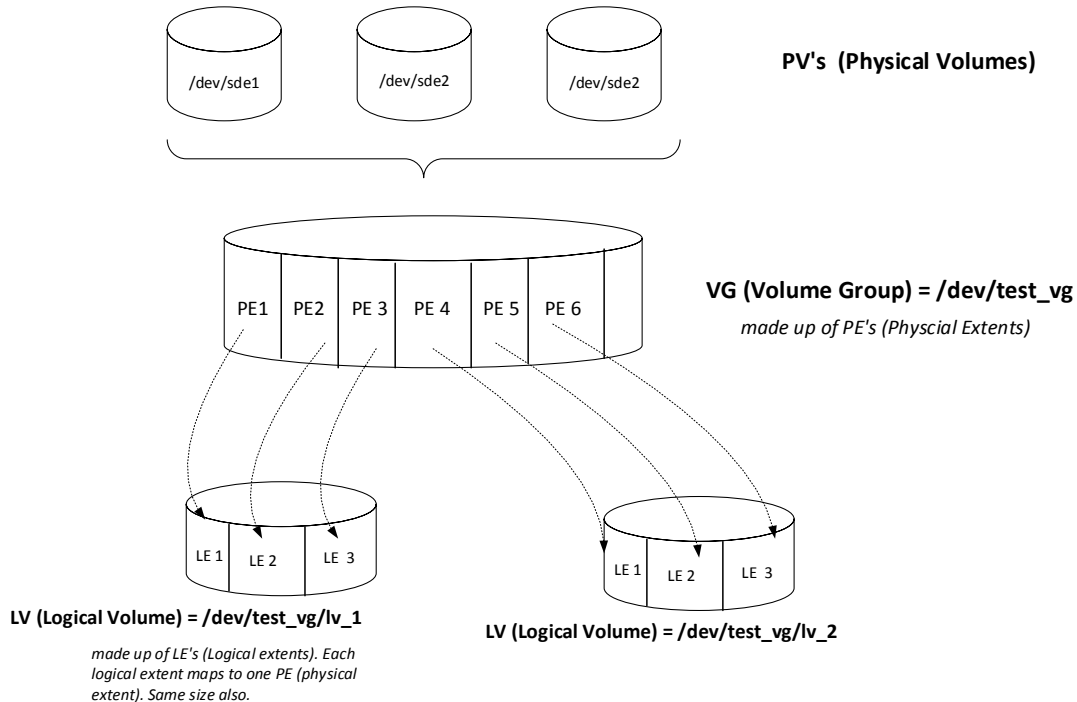 /dev/sde1
/dev/sde2
/dev/sde2
PV's (Physical Volumes)
PE1
PE2
PE 3
PE 4
PE 5
PE 6
VG (Volume Group) = /dev/test_vg
made up of PE's (Physcial Extents)
LE 1
LE 2
LE 3
LV (Logical Volume) = /dev/test_vg/lv_1
made up of LE's (Logical extents). Each
logical extent maps to one PE (physical
extent). Same size also.
LE 1
LE 2
LE 3
LV (Logical Volume) = /dev/test_vg/lv_2